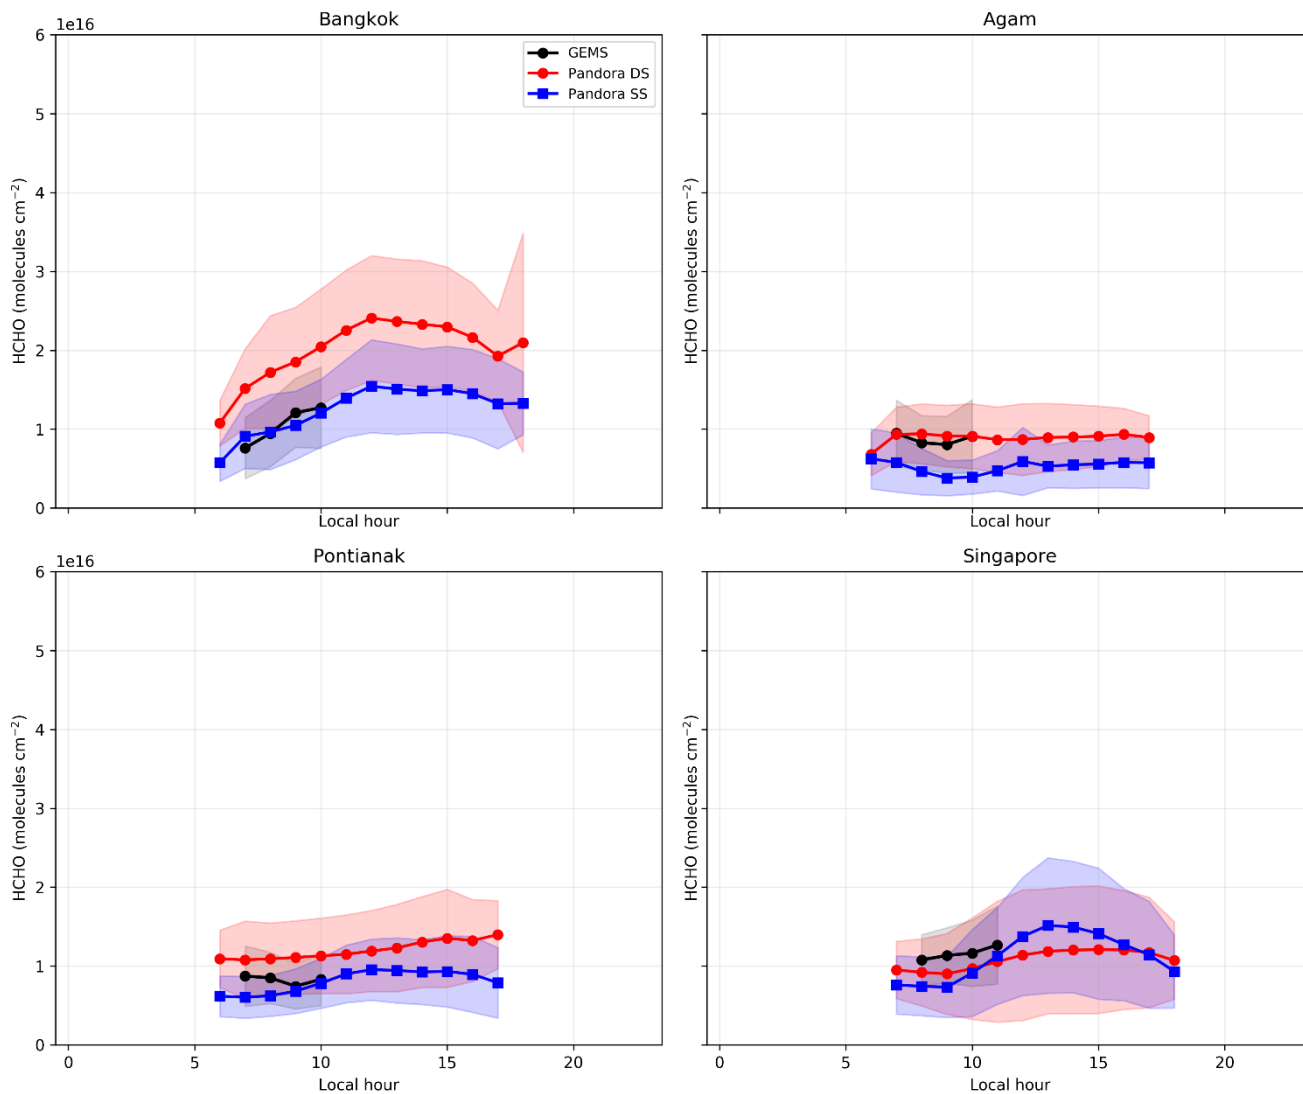 Bangkok
1e16
6
5
4
3
2
1
0
HCHO (molecules cm⁻²)
Local hour
GEMS
Pandora DS
Pandora SS
Agam
HCHO (molecules cm⁻²)
Local hour
Pontianak
1e16
6
5
4
3
2
1
0
HCHO (molecules cm⁻²)
0 5 10 15 20
Local hour
Singapore
HCHO (molecules cm⁻²)
0 5 10 15 20
Local hour